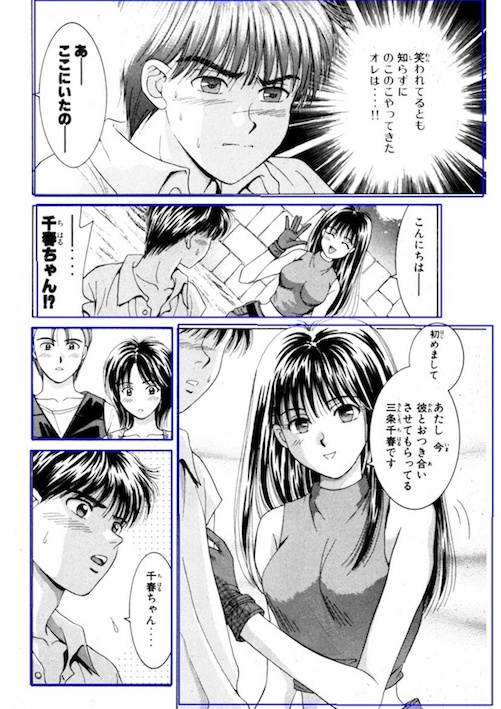 笑われてるとも
知らずに
のこのこやってきた
オレは・・・!!
あ――
ここにいたの――
こんにちは――
――・・・・
千春ちゃん!?
初めまして
あたし 今
彼とおつき合い
させてもらってる
三条千春です
千春ちゃん・・・